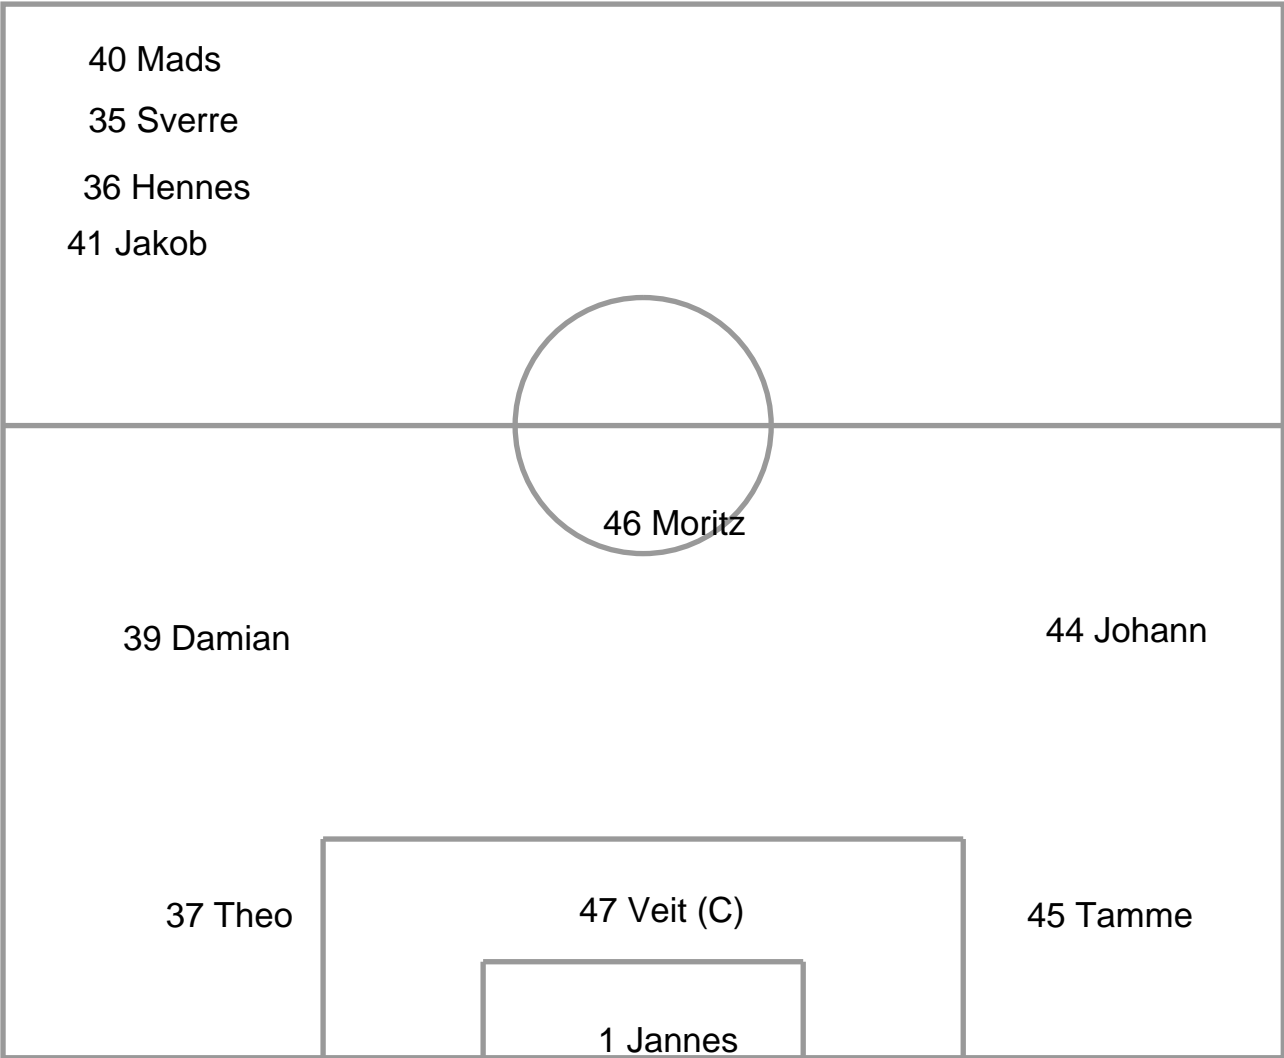 40 Mads
35 Sverre
36 Hennes
41 Jakob
46 Moritz
39 Damian
44 Johann
37 Theo
47 Veit (C)
45 Tamme
1 Jannes